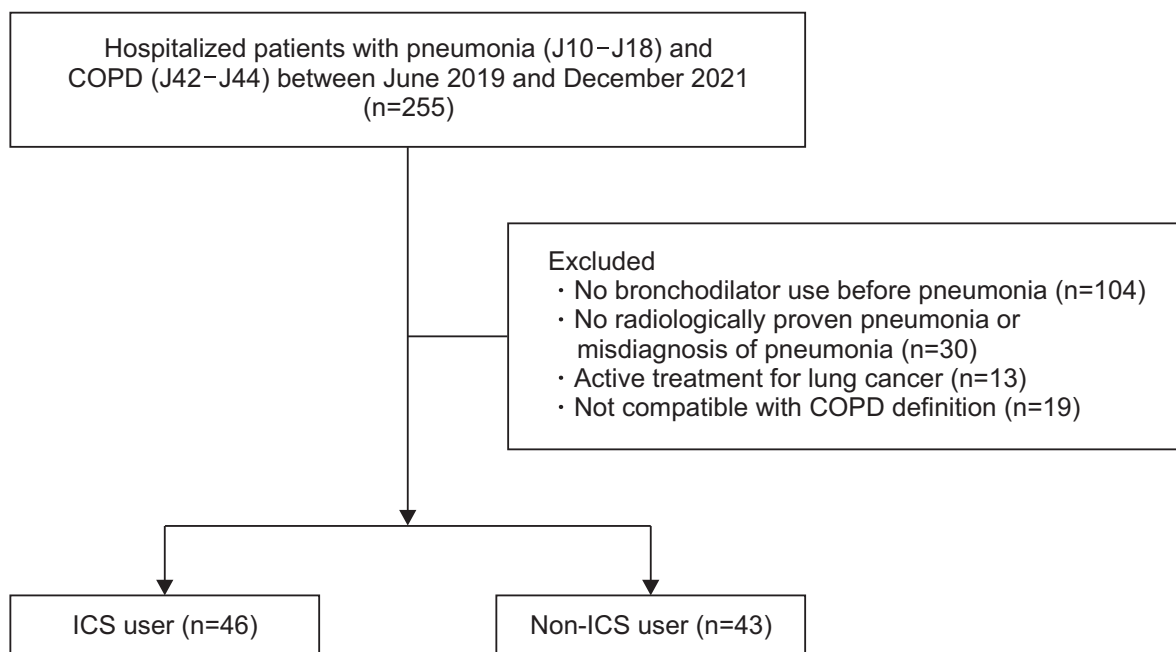 Hospitalized patients with pneumonia (J10−J18) and
COPD (J42−J44) between June 2019 and December 2021
(n=255)
Excluded
· No bronchodilator use before pneumonia (n=104)
· No radiologically proven pneumonia or
misdiagnosis of pneumonia (n=30)
· Active treatment for lung cancer (n=13)
· Not compatible with COPD definition (n=19)
ICS user (n=46)
Non-ICS user (n=43)